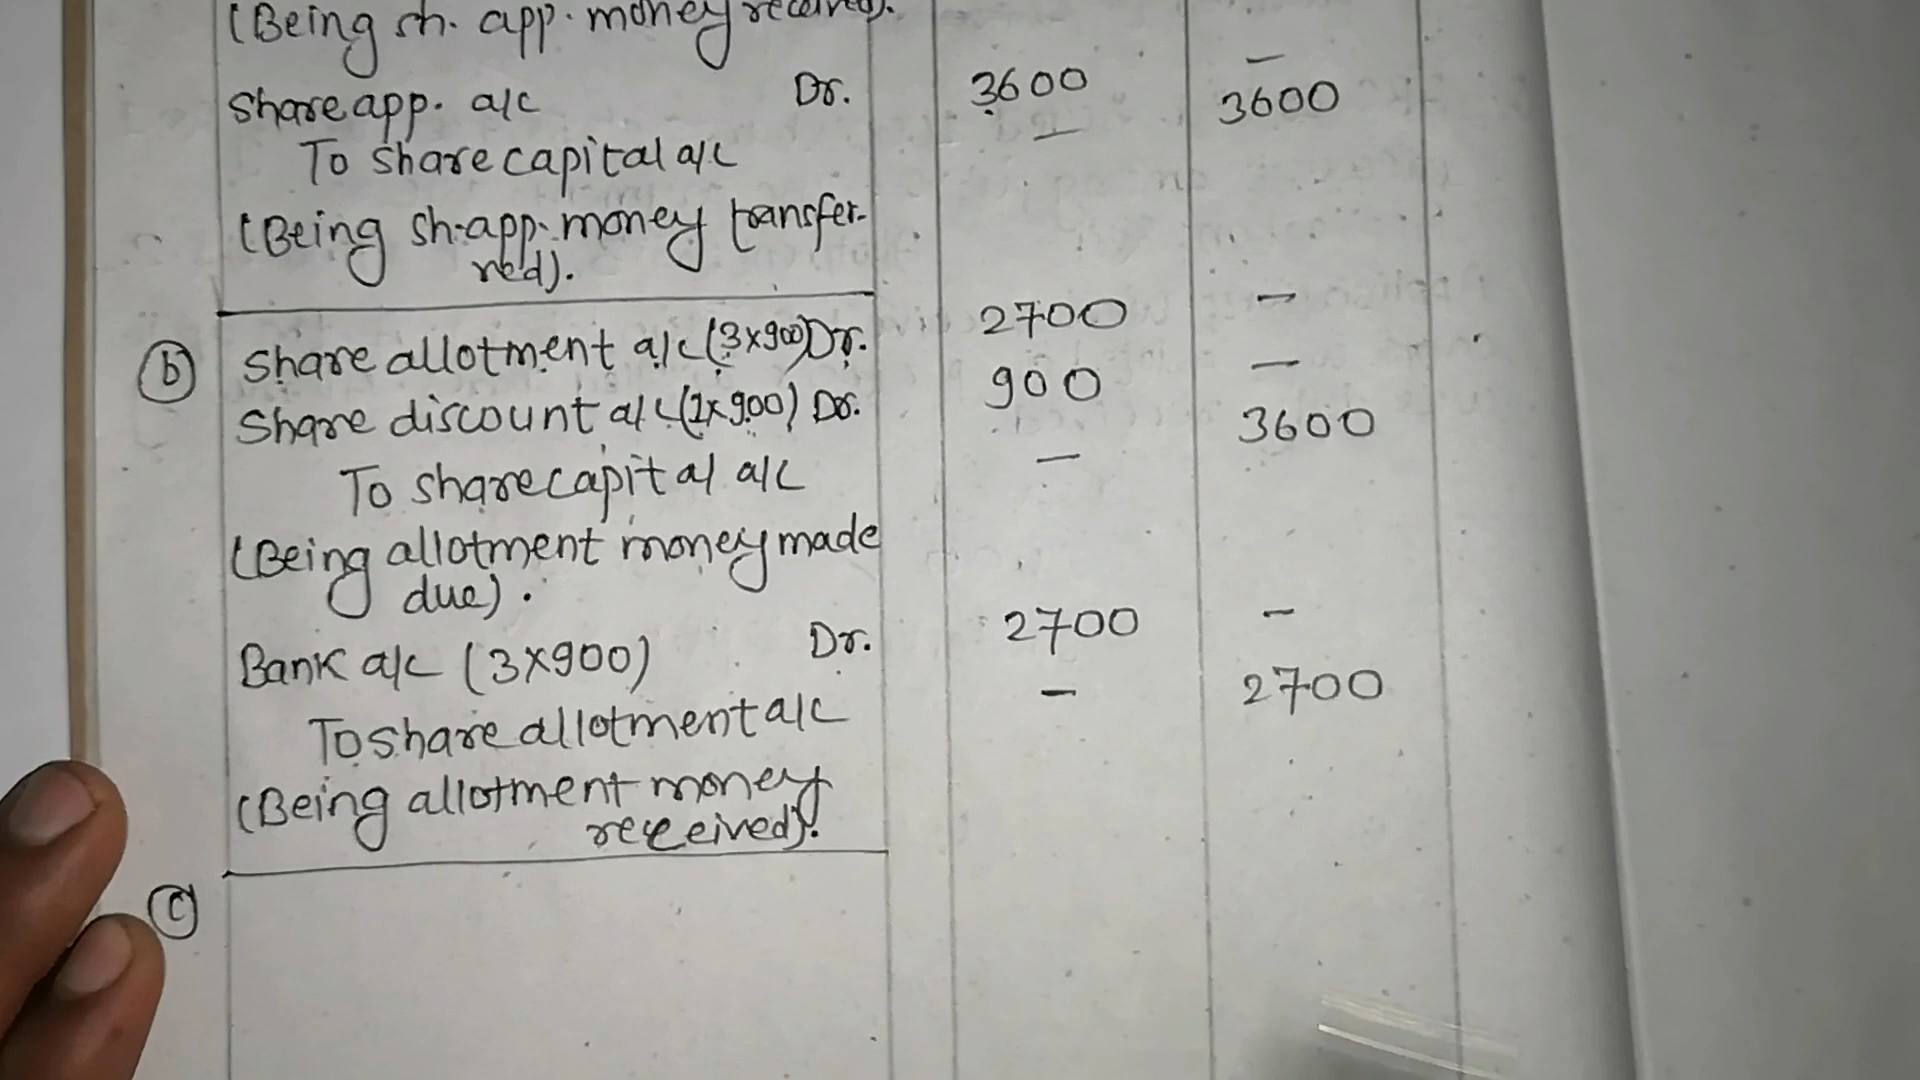 (Being sh. app. money received).
Share app. a/c Dr. 3600 –
To share capital a/c – 3600
(Being sh. app. money transfer-
red).
(b) Share allotment a/c (3x900) Dr. 2700 –
Share discount a/c (1x900) Dr. 900 –
To share capital a/c – 3600
(Being allotment money made
due).
Bank a/c (3x900) Dr. 2700 –
To share allotment a/c – 2700
(Being allotment money
received).
(c)